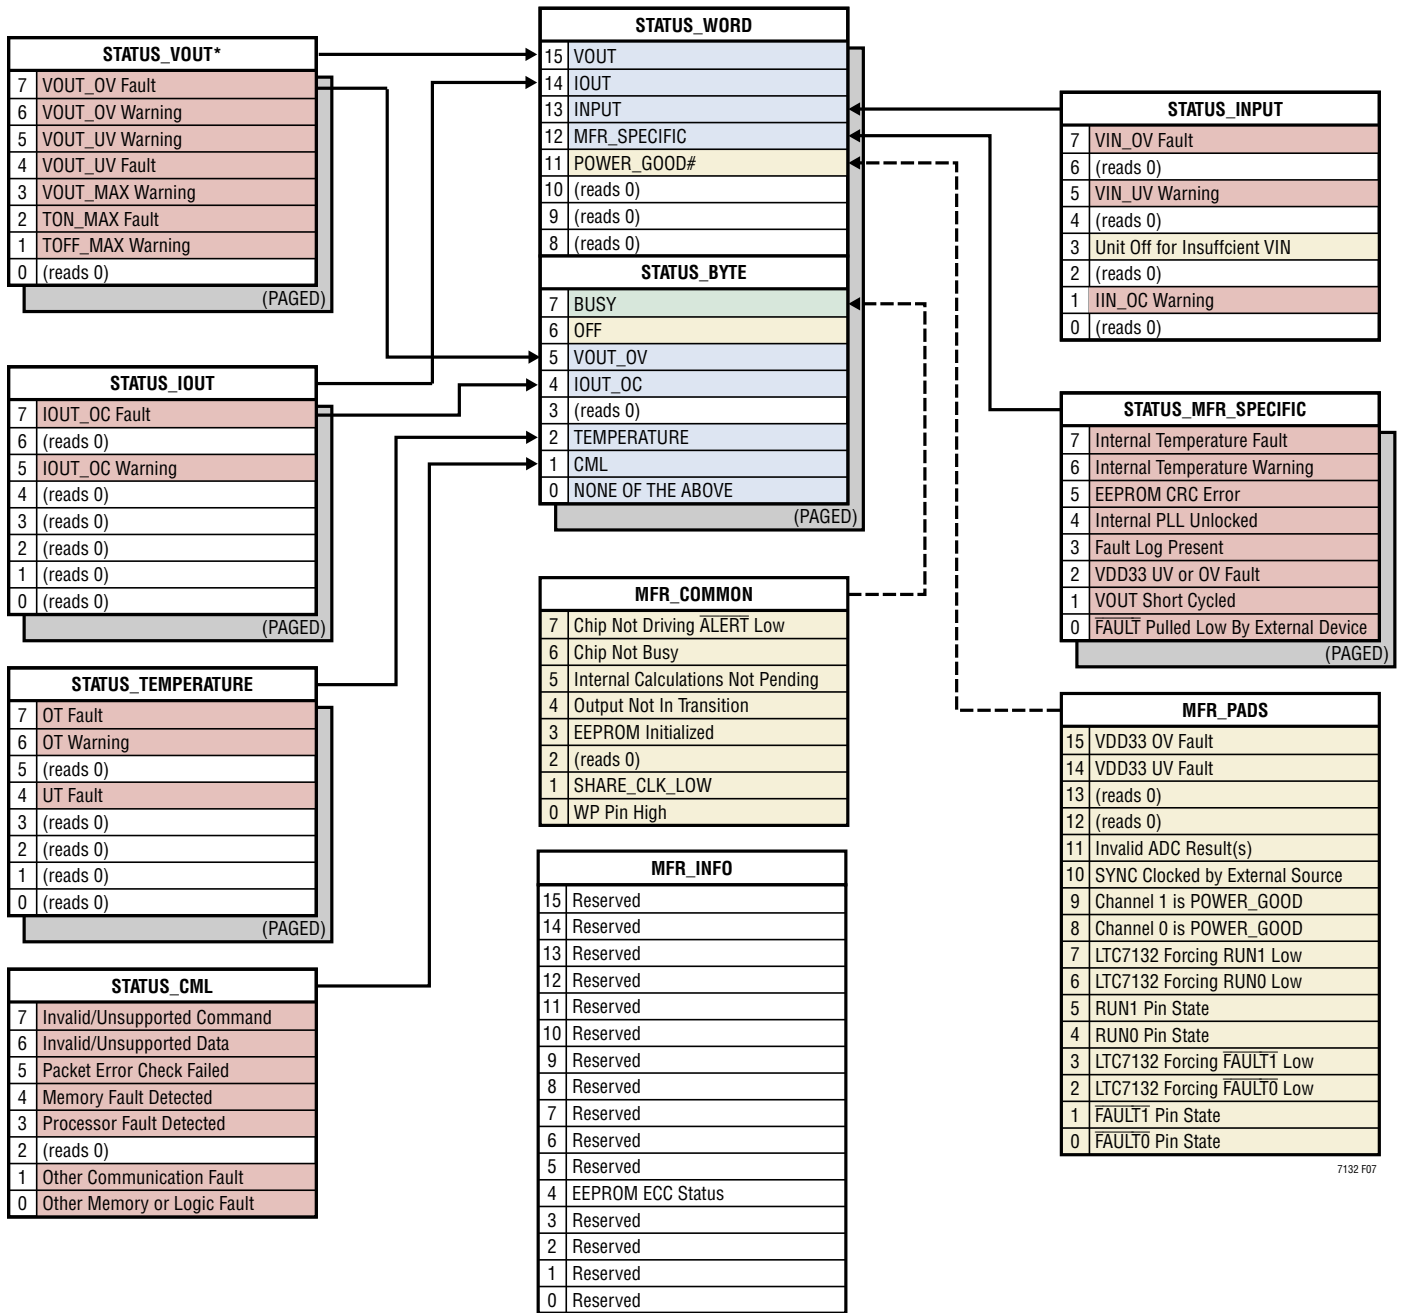 STATUS_VOUT*
7 VOUT_OV Fault
6 VOUT_OV Warning
5 VOUT_UV Warning
4 VOUT_UV Fault
3 VOUT_MAX Warning
2 TON_MAX Fault
1 TOFF_MAX Warning
0 (reads 0)
(PAGED)
STATUS_IOUT
7 IOUT_OC Fault
6 (reads 0)
5 IOUT_OC Warning
4 (reads 0)
3 (reads 0)
2 (reads 0)
1 (reads 0)
0 (reads 0)
(PAGED)
STATUS_TEMPERATURE
7 OT Fault
6 OT Warning
5 (reads 0)
4 UT Fault
3 (reads 0)
2 (reads 0)
1 (reads 0)
0 (reads 0)
(PAGED)
STATUS_CML
7 Invalid/Unsupported Command
6 Invalid/Unsupported Data
5 Packet Error Check Failed
4 Memory Fault Detected
3 Processor Fault Detected
2 (reads 0)
1 Other Communication Fault
0 Other Memory or Logic Fault
STATUS_WORD
15 VOUT
14 IOUT
13 INPUT
12 MFR_SPECIFIC
11 POWER_GOOD#
10 (reads 0)
9 (reads 0)
8 (reads 0)
STATUS_BYTE
7 BUSY
6 OFF
5 VOUT_OV
4 IOUT_OC
3 (reads 0)
2 TEMPERATURE
1 CML
0 NONE OF THE ABOVE
(PAGED)
MFR_COMMON
7 Chip Not Driving ALERT Low
6 Chip Not Busy
5 Internal Calculations Not Pending
4 Output Not In Transition
3 EEPROM Initialized
2 (reads 0)
1 SHARE_CLK_LOW
0 WP Pin High
MFR_INFO
15 Reserved
14 Reserved
13 Reserved
12 Reserved
11 Reserved
10 Reserved
9 Reserved
8 Reserved
7 Reserved
6 Reserved
5 Reserved
4 EEPROM ECC Status
3 Reserved
2 Reserved
1 Reserved
0 Reserved
STATUS_INPUT
7 VIN_OV Fault
6 (reads 0)
5 VIN_UV Warning
4 (reads 0)
3 Unit Off for Insuffcient VIN
2 (reads 0)
1 IIN_OC Warning
0 (reads 0)
STATUS_MFR_SPECIFIC
7 Internal Temperature Fault
6 Internal Temperature Warning
5 EEPROM CRC Error
4 Internal PLL Unlocked
3 Fault Log Present
2 VDD33 UV or OV Fault
1 VOUT Short Cycled
0 FAULT Pulled Low By External Device
(PAGED)
MFR_PADS
15 VDD33 OV Fault
14 VDD33 UV Fault
13 (reads 0)
12 (reads 0)
11 Invalid ADC Result(s)
10 SYNC Clocked by External Source
9 Channel 1 is POWER_GOOD
8 Channel 0 is POWER_GOOD
7 LTC7132 Forcing RUN1 Low
6 LTC7132 Forcing RUN0 Low
5 RUN1 Pin State
4 RUN0 Pin State
3 LTC7132 Forcing FAULT1 Low
2 LTC7132 Forcing FAULT0 Low
1 FAULT1 Pin State
0 FAULT0 Pin State
7132 F07